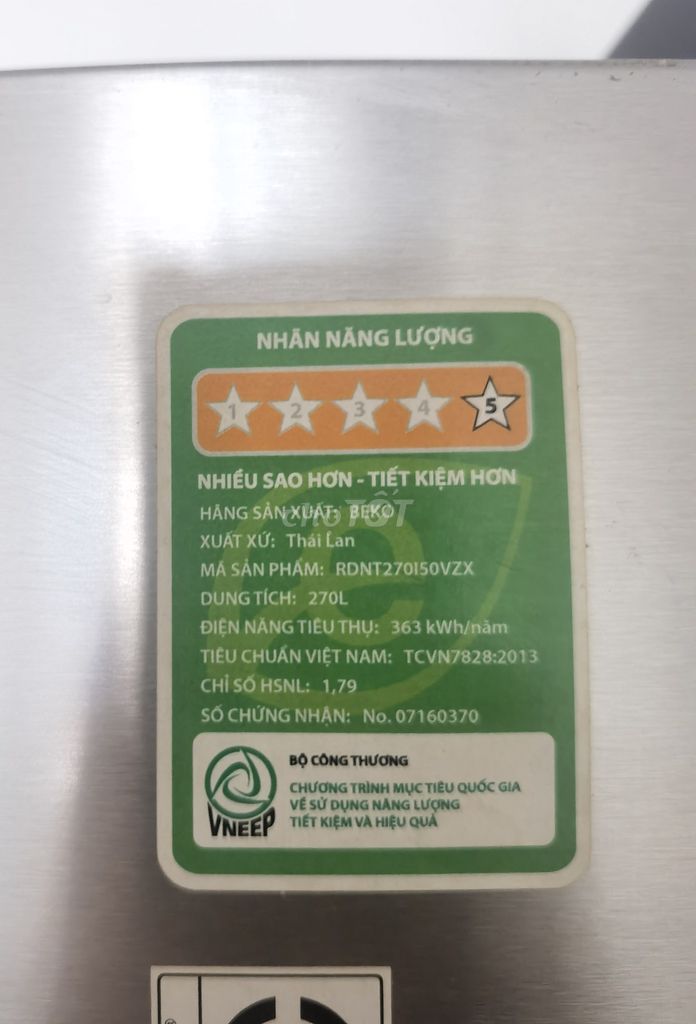 NHÃN NĂNG LƯỢNG
1 2 3 4 5
NHIỀU SAO HƠN - TIẾT KIỆM HƠN
HÃNG SẢN XUẤT: BEKO
CHỢ TỐT
XUẤT XỨ: Thái Lan
MÃ SẢN PHẨM: RDNT270I50VZX
DUNG TÍCH: 270L
ĐIỆN NĂNG TIÊU THỤ: 363 kWh/năm
TIÊU CHUẨN VIỆT NAM: TCVN7828:2013
CHỈ SỐ HSNL: 1,79
SỐ CHỨNG NHẬN: No. 07160370
VNEEP
BỘ CÔNG THƯƠNG
CHƯƠNG TRÌNH MỤC TIÊU QUỐC GIA
VỀ SỬ DỤNG NĂNG LƯỢNG
TIẾT KIỆM VÀ HIỆU QUẢ